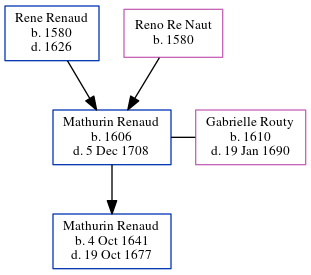 Rene Renaud
b. 1580
d. 1626
Reno Re Naut
b. 1580
Mathurin Renaud
b. 1606
d. 5 Dec 1708
Gabrielle Routy
b. 1610
d. 19 Jan 1690
Mathurin Renaud
b. 4 Oct 1641
d. 19 Oct 1677